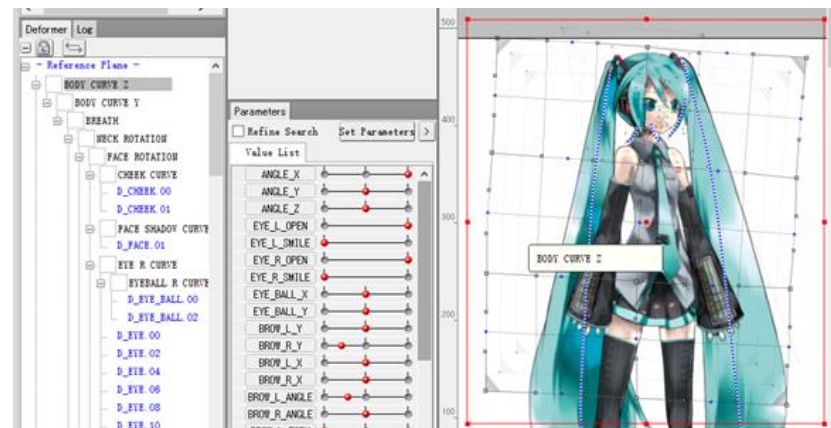 Deformer Log
- Reference Plane -
BODY CURVE Z
BODY CURVE Y
BREATH
NECK ROTATION
FACE ROTATION
CHEEK CURVE
D_CHEEK.00
D_CHEEK.01
FACE SHADOW CURVE
D_FACE.01
EYE R CURVE
EYEBALL R CURVE
D_EYE_BALL.00
D_EYE_BALL.02
D_EYE.00
D_EYE.02
D_EYE.04
D_EYE.06
D_EYE.08
D_EYE.10
Parameters
Refine Search Set Parameters >
Value List
ANGLE_X
ANGLE_Y
ANGLE_Z
EYE_L_OPEN
EYE_L_SMILE
EYE_R_OPEN
EYE_R_SMILE
EYE_BALL_X
EYE_BALL_Y
BROW_L_Y
BROW_R_Y
BROW_L_X
BROW_R_X
BROW_L_ANGLE
BROW_R_ANGLE
500
400
300
200
100
BODY CURVE Z